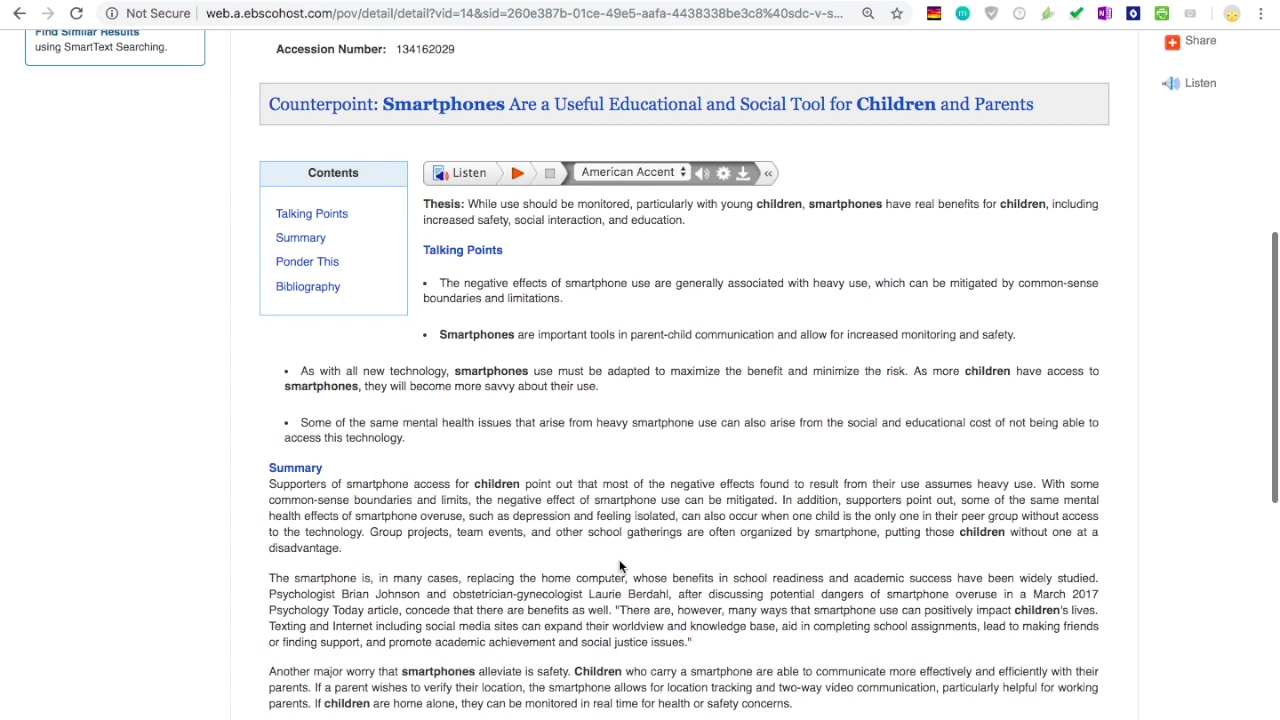 Not Secure
web.a.ebscohost.com/pov/detail/detail?vid=14&sid=260e387b-01ce-49e5-aafa-4438338be3c8%40sdc-v-s...
Find Similar Results
using SmartText Searching.
Accession Number: 134162029
Share
Listen
Counterpoint: Smartphones Are a Useful Educational and Social Tool for Children and Parents
Contents
Talking Points
Summary
Ponder This
Bibliography
Listen
American Accent
«
Thesis: While use should be monitored, particularly with young children, smartphones have real benefits for children, including
increased safety, social interaction, and education.
Talking Points
• The negative effects of smartphone use are generally associated with heavy use, which can be mitigated by common-sense
boundaries and limitations.
• Smartphones are important tools in parent-child communication and allow for increased monitoring and safety.
• As with all new technology, smartphones use must be adapted to maximize the benefit and minimize the risk. As more children have access to
smartphones, they will become more savvy about their use.
• Some of the same mental health issues that arise from heavy smartphone use can also arise from the social and educational cost of not being able to
access this technology.
Summary
Supporters of smartphone access for children point out that most of the negative effects found to result from their use assumes heavy use. With some
common-sense boundaries and limits, the negative effect of smartphone use can be mitigated. In addition, supporters point out, some of the same mental
health effects of smartphone overuse, such as depression and feeling isolated, can also occur when one child is the only one in their peer group without access
to the technology. Group projects, team events, and other school gatherings are often organized by smartphone, putting those children without one at a
disadvantage.
The smartphone is, in many cases, replacing the home computer, whose benefits in school readiness and academic success have been widely studied.
Psychologist Brian Johnson and obstetrician-gynecologist Laurie Berdahl, after discussing potential dangers of smartphone overuse in a March 2017
Psychology Today article, concede that there are benefits as well. "There are, however, many ways that smartphone use can positively impact children's lives.
Texting and Internet including social media sites can expand their worldview and knowledge base, aid in completing school assignments, lead to making friends
or finding support, and promote academic achievement and social justice issues."
Another major worry that smartphones alleviate is safety. Children who carry a smartphone are able to communicate more effectively and efficiently with their
parents. If a parent wishes to verify their location, the smartphone allows for location tracking and two-way video communication, particularly helpful for working
parents. If children are home alone, they can be monitored in real time for health or safety concerns.